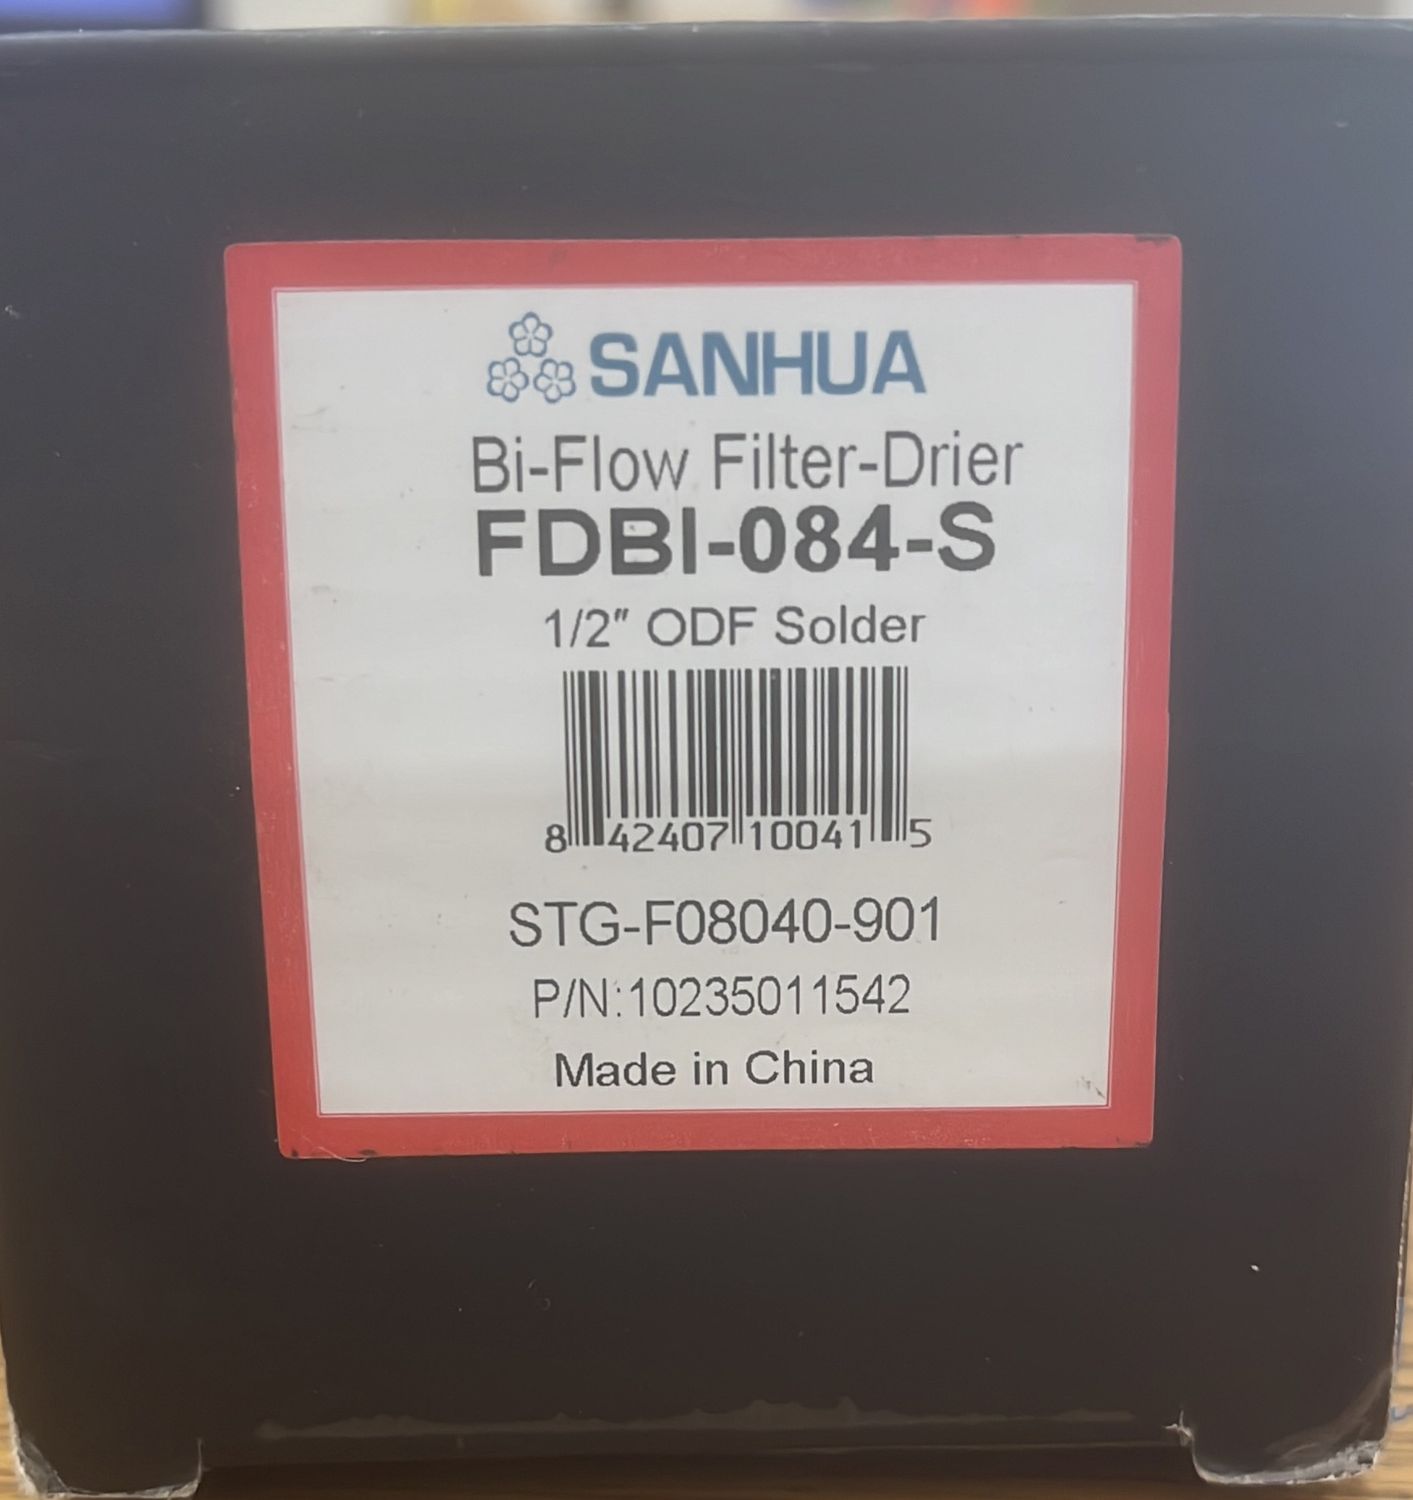 SANHUA
Bi-Flow Filter-Drier
FDBI-084-S
1/2" ODF Solder
8 42407 10041 5
STG-F08040-901
P/N:10235011542
Made in China